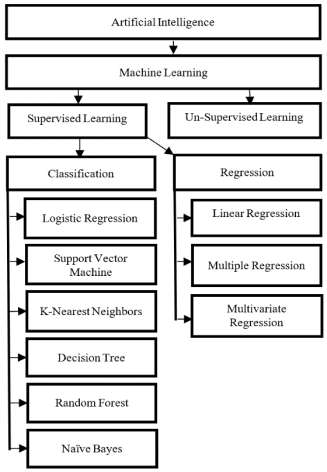 Artificial Intelligence
Machine Learning
Supervised Learning
Un-Supervised Learning
Classification
Regression
Logistic Regression
Support Vector
Machine
K-Nearest Neighbors
Decision Tree
Random Forest
Naïve Bayes
Linear Regression
Multiple Regression
Multivariate
Regression